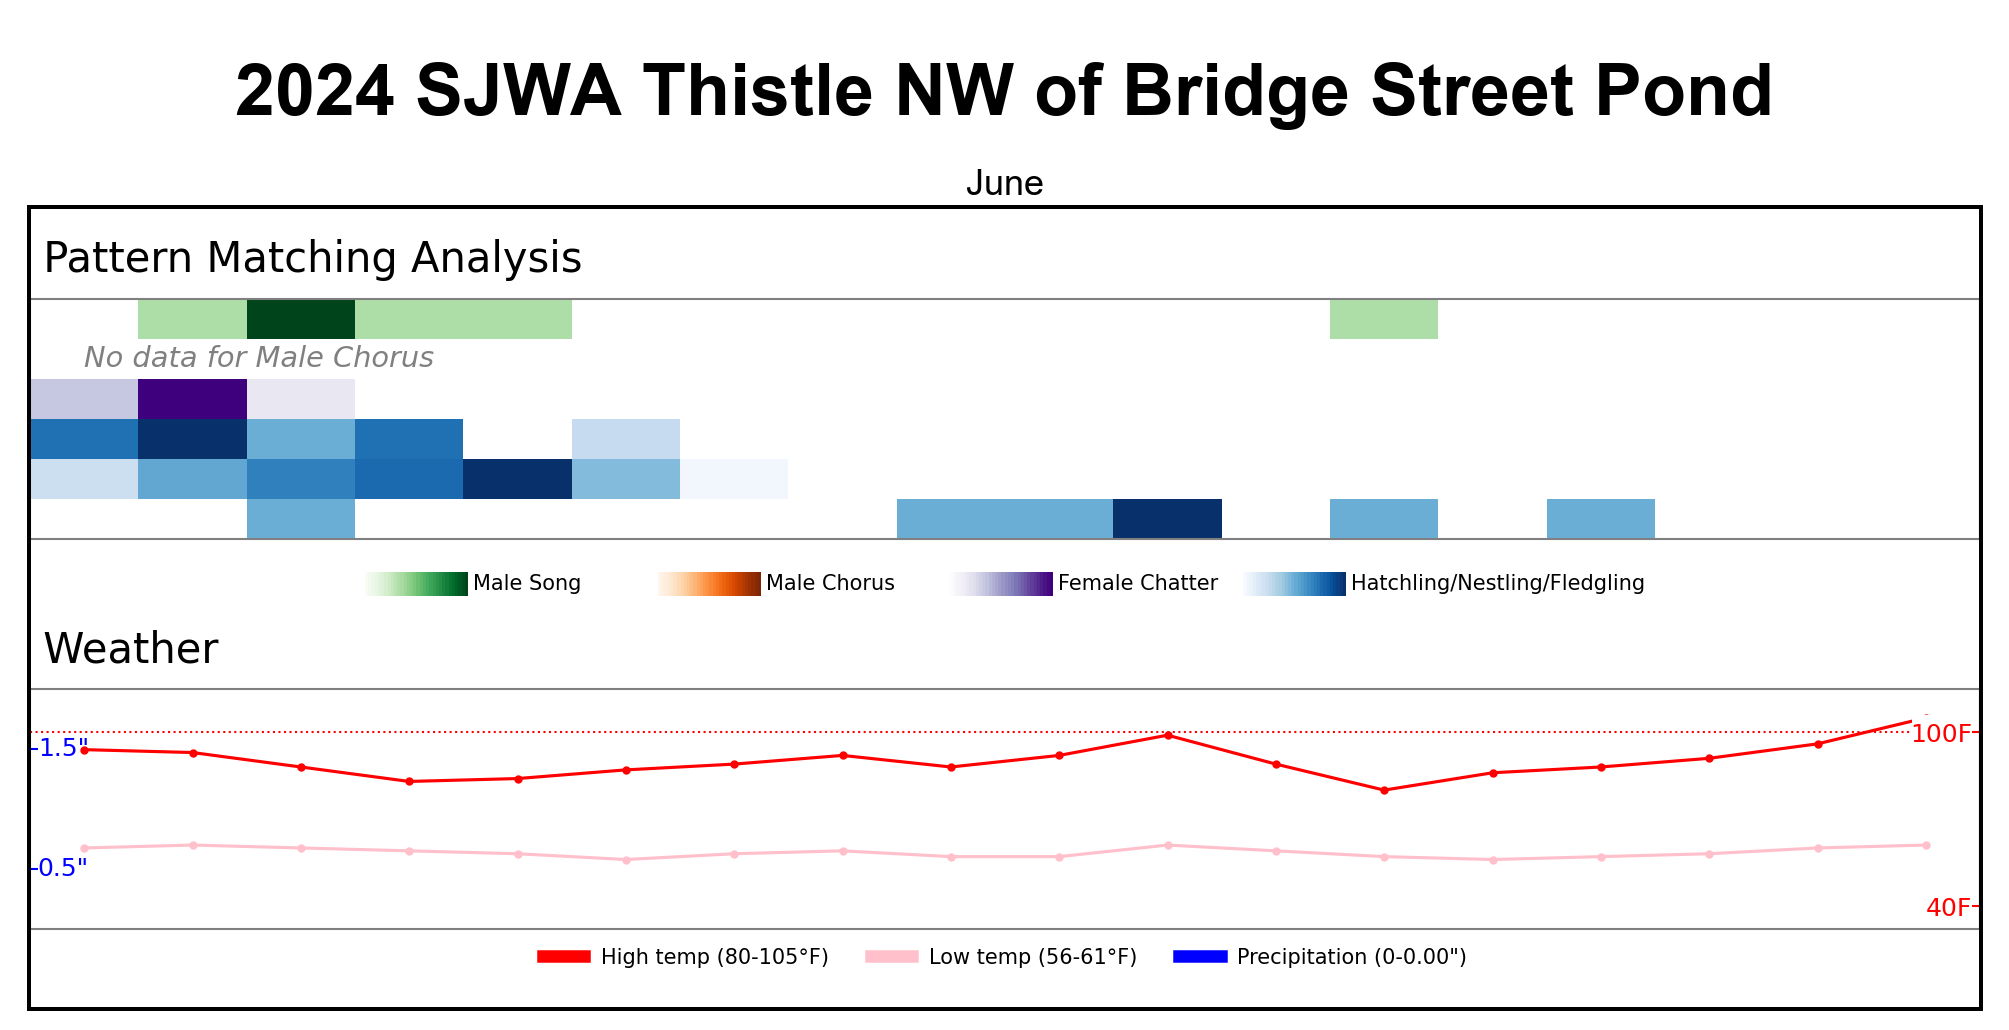 2024 SJWA Thistle NW of Bridge Street Pond
June
Pattern Matching Analysis
No data for Male Chorus
Male Song
Male Chorus
Female Chatter
Hatchling/Nestling/Fledgling
Weather
1.5"
100F
0.5"
40F
High temp (80-105°F)
Low temp (56-61°F)
Precipitation (0-0.00")